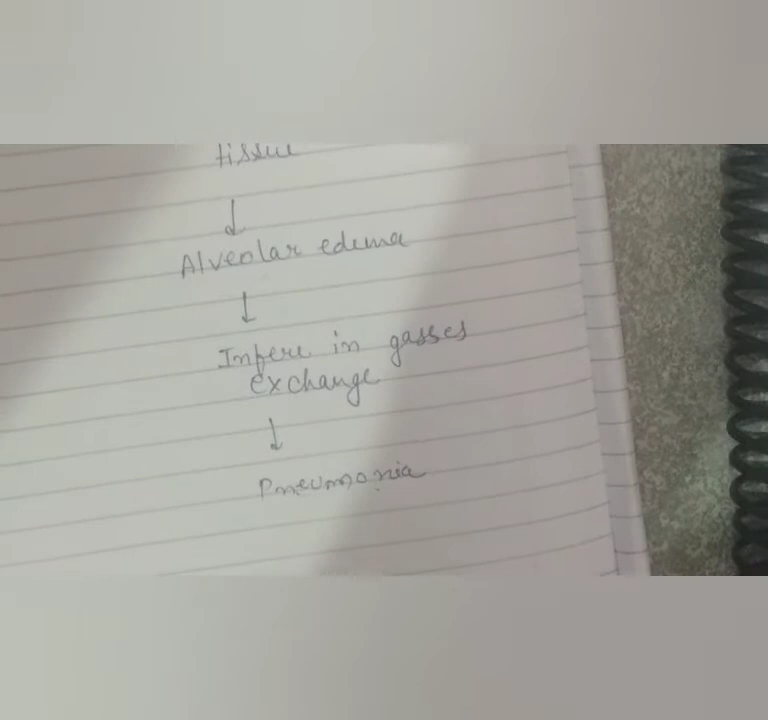 tissue
↓
Alveolar edema
↓
Infere in gasses
exchange
↓
Pneumonia